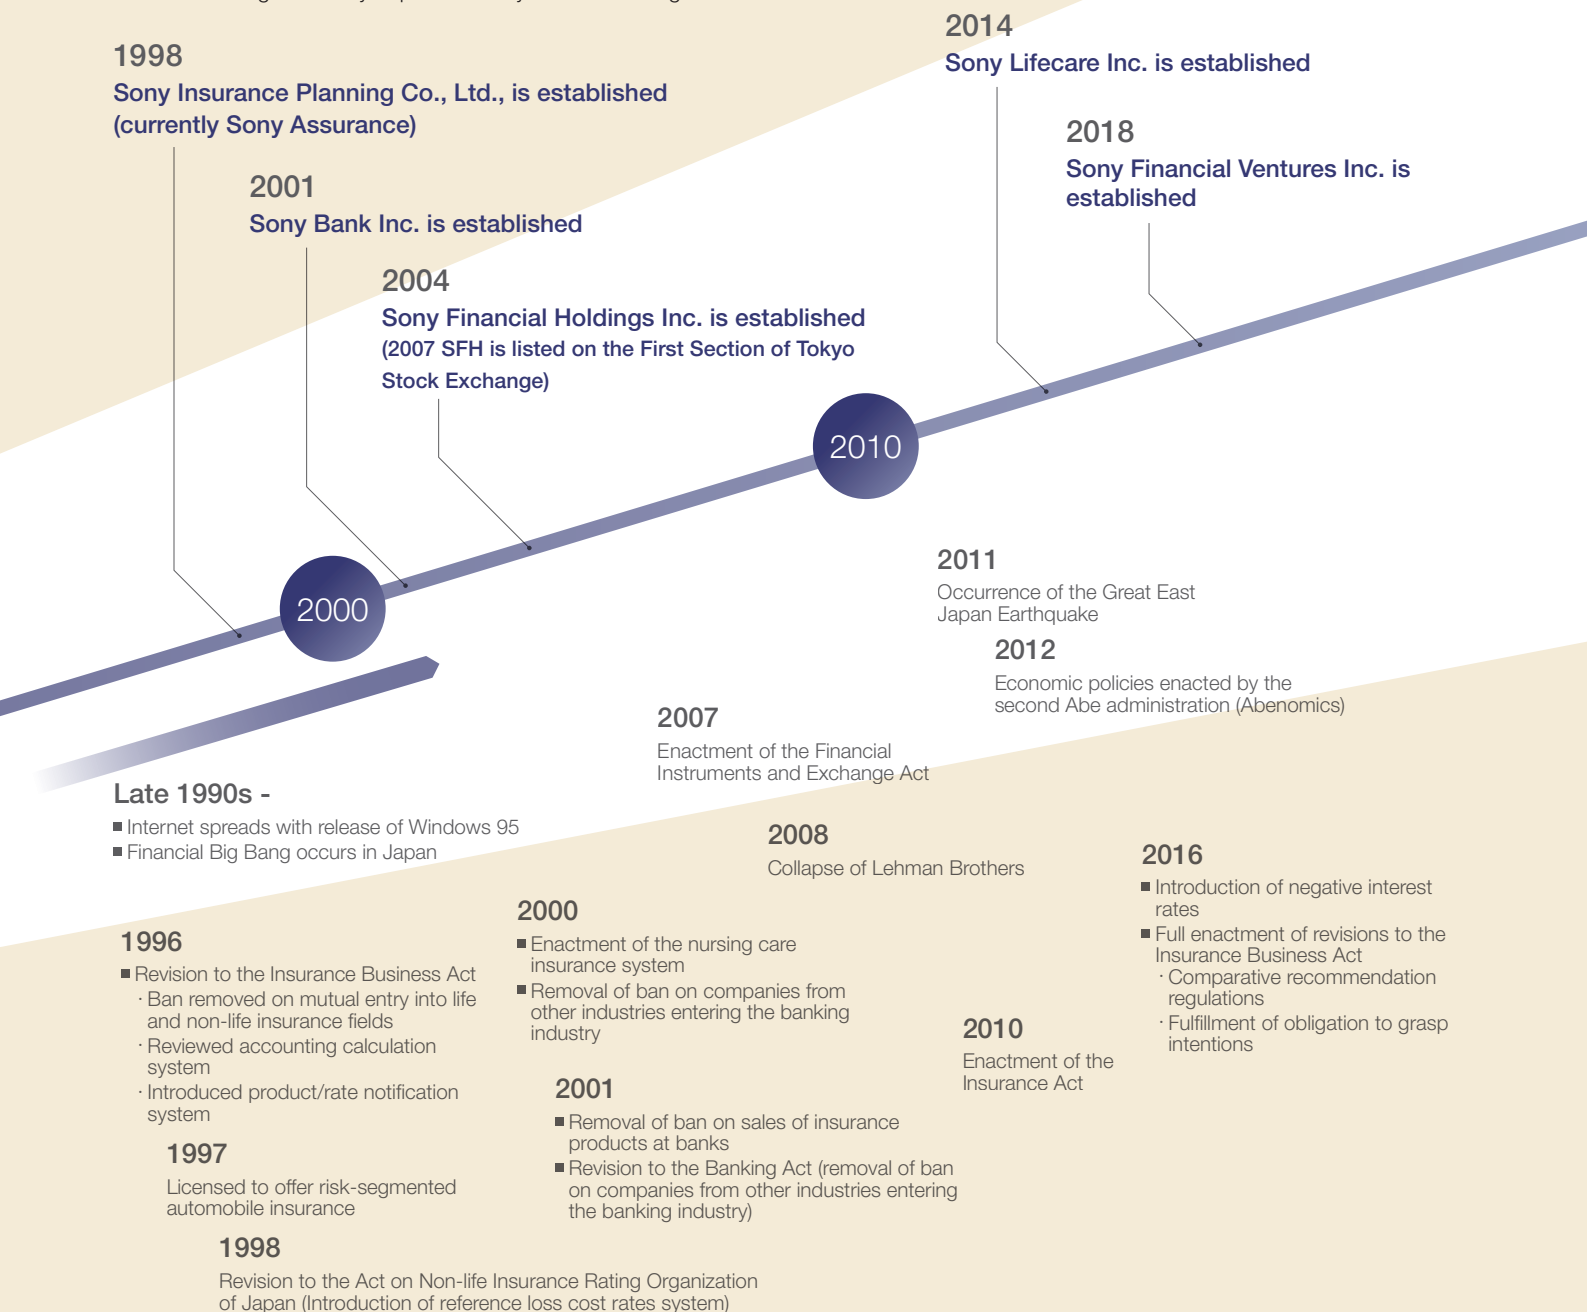 1998
Sony Insurance Planning Co., Ltd., is established
(currently Sony Assurance)
2001
Sony Bank Inc. is established
2004
Sony Financial Holdings Inc. is established
(2007 SFH is listed on the First Section of Tokyo
Stock Exchange)
2014
Sony Lifecare Inc. is established
2018
Sony Financial Ventures Inc. is
established
2000
2010
Late 1990s -
■ Internet spreads with release of Windows 95
■ Financial Big Bang occurs in Japan
1996
■ Revision to the Insurance Business Act
· Ban removed on mutual entry into life
and non-life insurance fields
· Reviewed accounting calculation
system
· Introduced product/rate notification
system
1997
Licensed to offer risk-segmented
automobile insurance
1998
Revision to the Act on Non-life Insurance Rating Organization
of Japan (Introduction of reference loss cost rates system)
2000
■ Enactment of the nursing care
insurance system
■ Removal of ban on companies from
other industries entering the banking
industry
2001
■ Removal of ban on sales of insurance
products at banks
■ Revision to the Banking Act (removal of ban
on companies from other industries entering
the banking industry)
2007
Enactment of the Financial
Instruments and Exchange Act
2008
Collapse of Lehman Brothers
2010
Enactment of the
Insurance Act
2011
Occurrence of the Great East
Japan Earthquake
2012
Economic policies enacted by the
second Abe administration (Abenomics)
2016
■ Introduction of negative interest
rates
■ Full enactment of revisions to the
Insurance Business Act
· Comparative recommendation
regulations
· Fulfillment of obligation to grasp
intentions